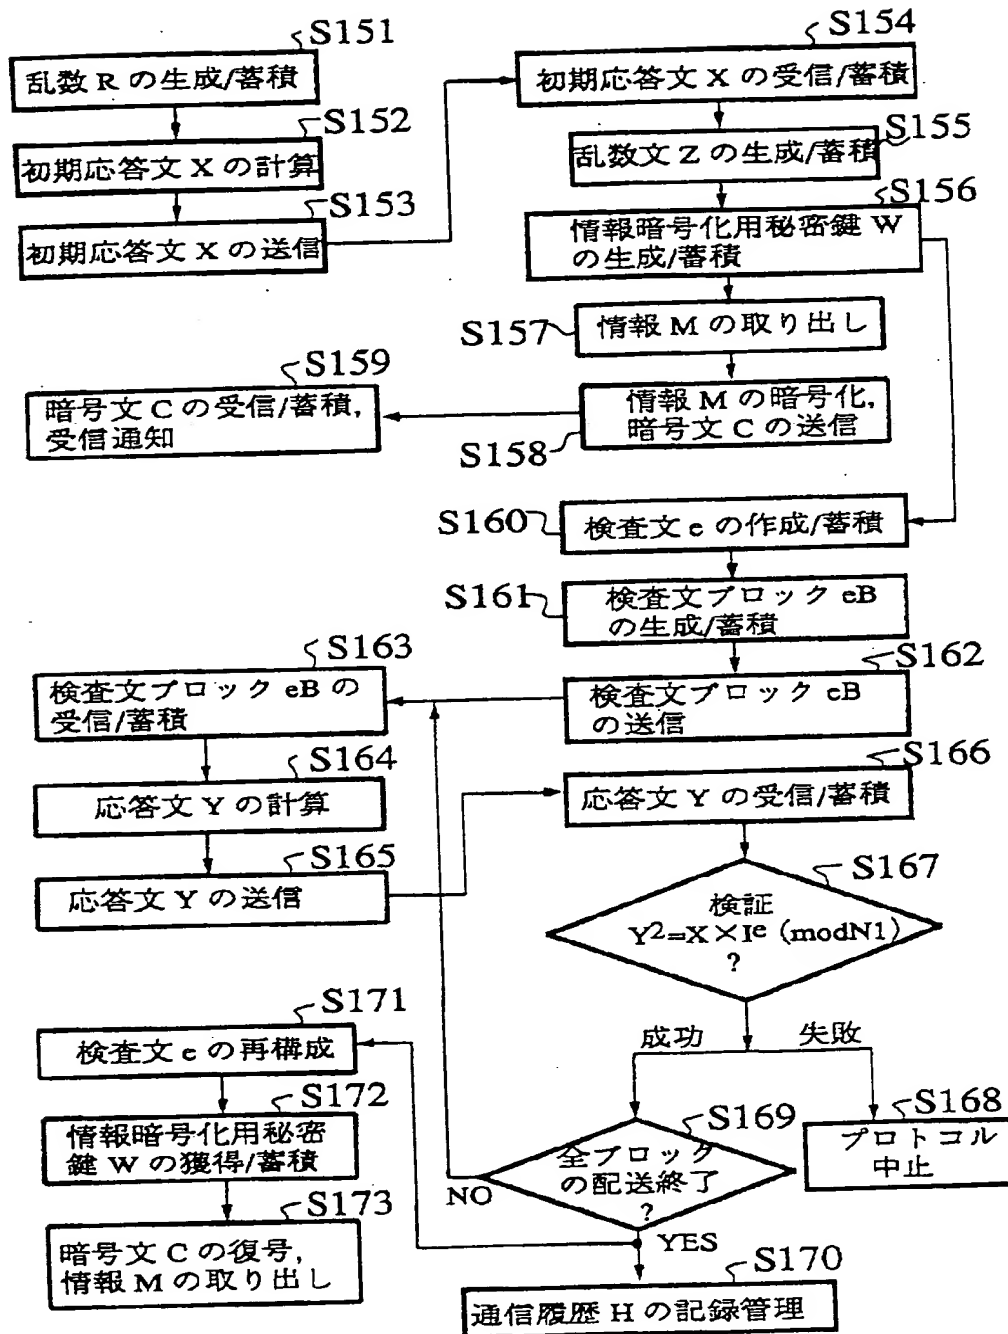 S151
乱数 R の生成/蓄積
S152
初期応答文 X の計算
S153
初期応答文 X の送信
S154
初期応答文 X の受信/蓄積
S155
乱数文 Z の生成/蓄積
S156
情報暗号化用秘密鍵 W
の生成/蓄積
S157
情報 M の取り出し
S158
情報 M の暗号化,
暗号文 C の送信
S159
暗号文 C の受信/蓄積,
受信通知
S160
検査文 e の作成/蓄積
S161
検査文ブロック eB
の生成/蓄積
S162
検査文ブロック eB
の送信
S163
検査文ブロック eB の
受信/蓄積
S164
応答文 Y の計算
S165
応答文 Y の送信
S166
応答文 Y の受信/蓄積
S167
検証
Y²=X×Iᵉ (modN1)
?
成功
失敗
S168
プロトコル
中止
S169
全ブロック
の配送終了
?
NO
YES
S170
通信履歴 H の記録管理
S171
検査文 e の再構成
S172
情報暗号化用秘密
鍵 W の獲得/蓄積
S173
暗号文 C の復号,
情報 M の取り出し